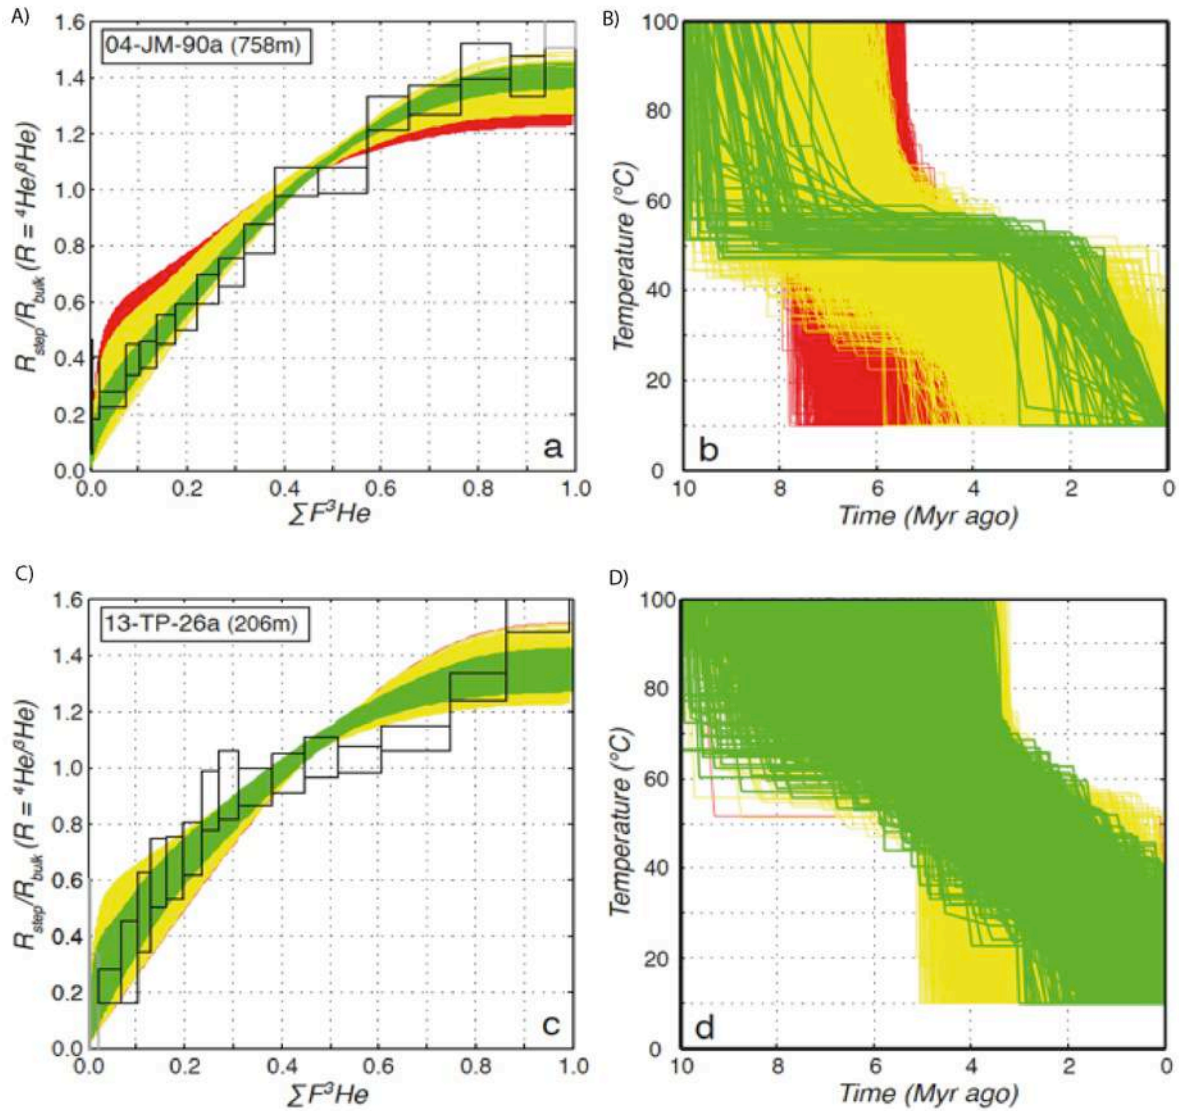 A)
1.6
1.4
1.2
1.0
0.8
0.6
0.4
0.2
0.0
R_step/R_bulk (R = ⁴He/³He)
04-JM-90a (758m)
a
0.0 0.2 0.4 0.6 0.8 1.0
∑F³He
B)
100
80
60
40
20
0
Temperature (°C)
b
10 8 6 4 2 0
Time (Myr ago)
C)
1.6
1.4
1.2
1.0
0.8
0.6
0.4
0.2
0.0
R_step/R_bulk (R = ⁴He/³He)
13-TP-26a (206m)
c
0.0 0.2 0.4 0.6 0.8 1.0
∑F³He
D)
100
80
60
40
20
0
Temperature (°C)
d
10 8 6 4 2 0
Time (Myr ago)